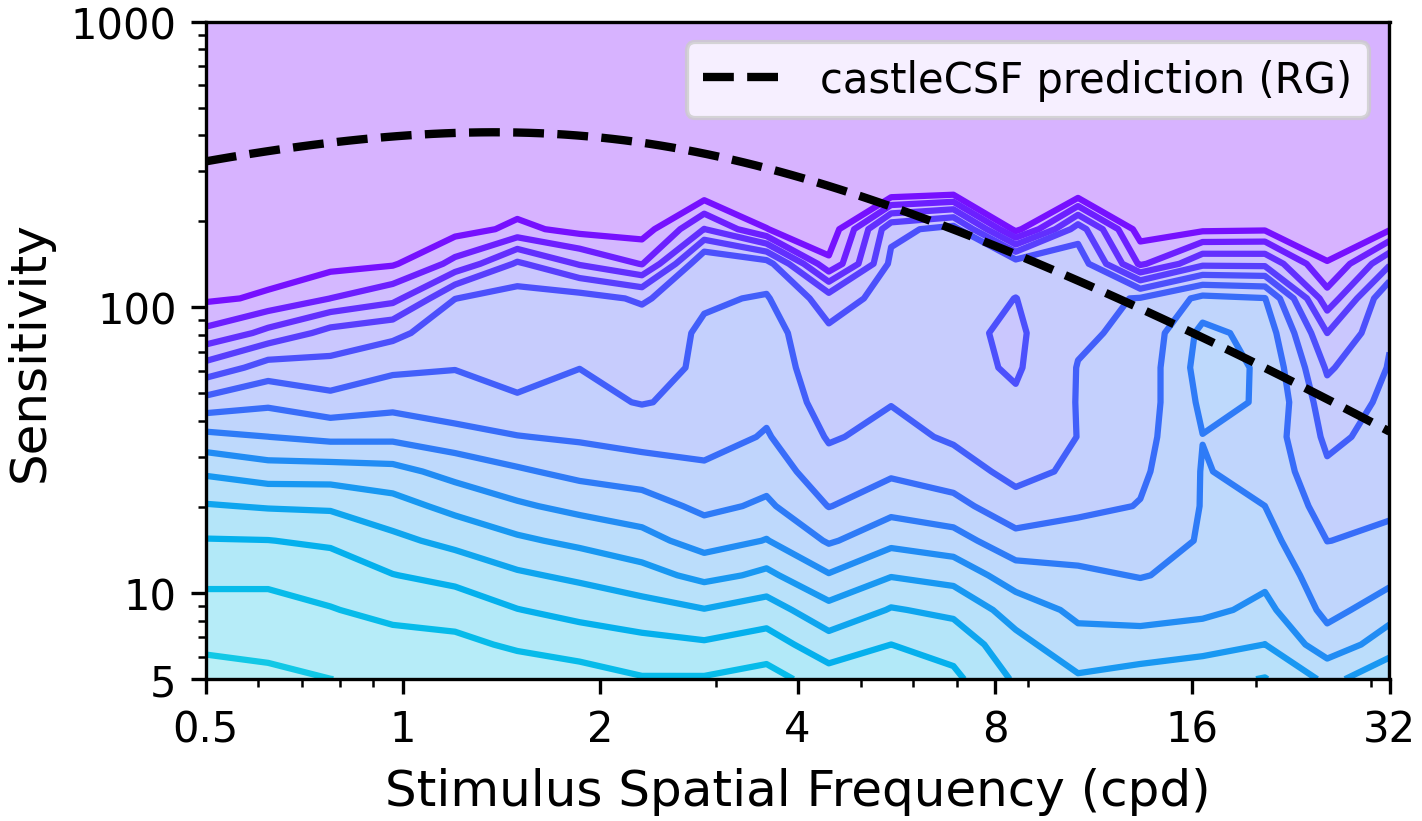 1000
100
10
5
Sensitivity
castleCSF prediction (RG)
0.5 1 2 4 8 16 32
Stimulus Spatial Frequency (cpd)